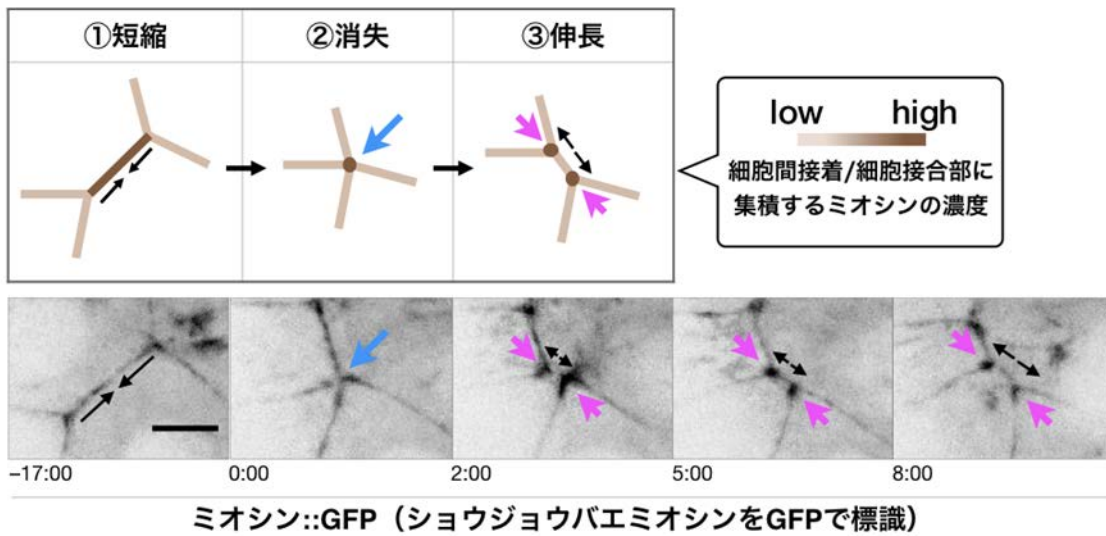 ①短縮
②消失
③伸長
low high
細胞間接着/細胞接合部に
集積するミオシンの濃度
–17:00
0:00
2:00
5:00
8:00
ミオシン::GFP（ショウジョウバエミオシンをGFPで標識）